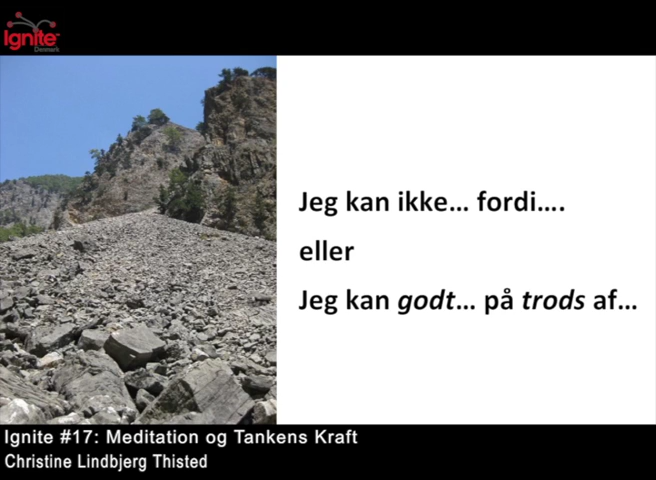 Ignite
Denmark
Jeg kan ikke… fordi….
eller
Jeg kan godt… på trods af…
Ignite #17: Meditation og Tankens Kraft
Christine Lindbjerg Thisted